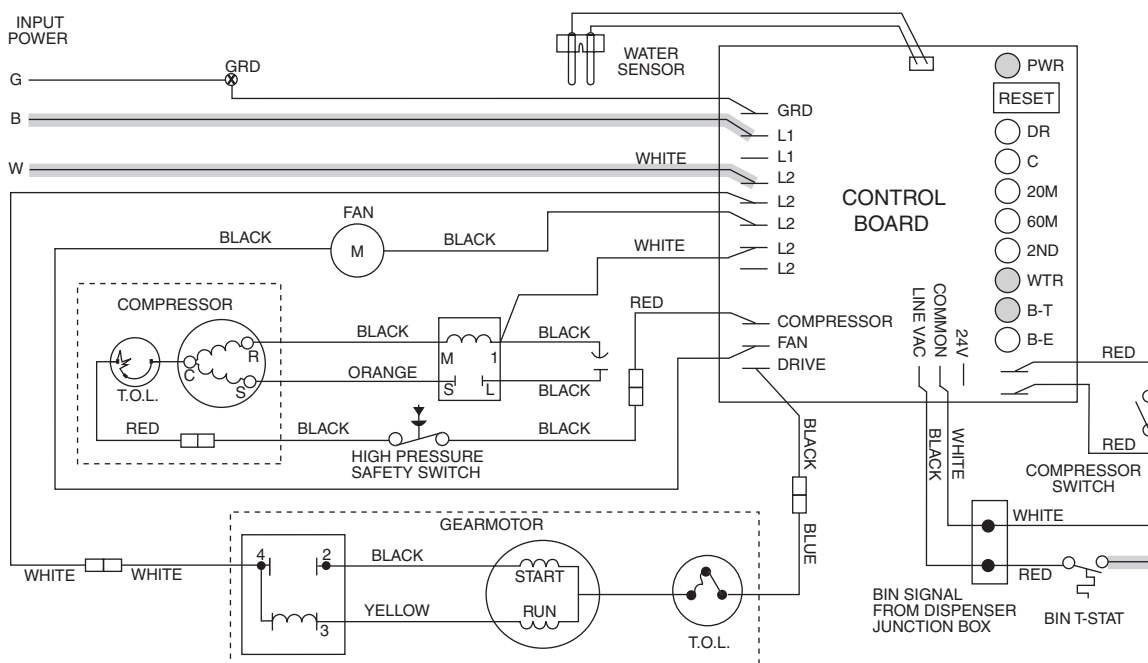 INPUT
POWER
G
GRD
B
W
WATER
SENSOR
WHITE
GRD
L1
L1
L2
L2
L2
L2
L2
CONTROL
BOARD
PWR
RESET
DR
C
20M
60M
2ND
WTR
B-T
B-E
FAN
M
BLACK
BLACK
WHITE
RED
COMPRESSOR
FAN
DRIVE
LINE VAC
COMMON
24V
RED
RED
COMPRESSOR
SWITCH
COMPRESSOR
T.O.L.
C
R
S
BLACK
ORANGE
M
1
S
L
BLACK
BLACK
RED
BLACK
BLACK
HIGH PRESSURE
SAFETY SWITCH
BLACK
BLUE
BLACK
WHITE
WHITE
RED
BIN SIGNAL
FROM DISPENSER
JUNCTION BOX
BIN T-STAT
GEARMOTOR
WHITE
WHITE
4
2
3
BLACK
YELLOW
START
RUN
T.O.L.